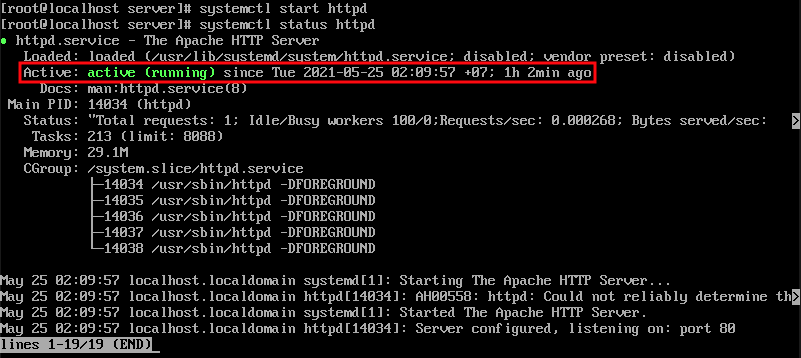 [root@localhost server]# systemctl start httpd
[root@localhost server]# systemctl status httpd
● httpd.service - The Apache HTTP Server
   Loaded: loaded (/usr/lib/systemd/system/httpd.service; disabled; vendor preset: disabled)
   Active: active (running) since Tue 2021-05-25 02:09:57 +07; 1h 2min ago
     Docs: man:httpd.service(8)
 Main PID: 14034 (httpd)
   Status: "Total requests: 1; Idle/Busy workers 100/0;Requests/sec: 0.000268; Bytes served/sec: >
    Tasks: 213 (limit: 8088)
   Memory: 29.1M
   CGroup: /system.slice/httpd.service
           ├─14034 /usr/sbin/httpd -DFOREGROUND
           ├─14035 /usr/sbin/httpd -DFOREGROUND
           ├─14036 /usr/sbin/httpd -DFOREGROUND
           ├─14037 /usr/sbin/httpd -DFOREGROUND
           └─14038 /usr/sbin/httpd -DFOREGROUND
May 25 02:09:57 localhost.localdomain systemd[1]: Starting The Apache HTTP Server...
May 25 02:09:57 localhost.localdomain httpd[14034]: AH00558: httpd: Could not reliably determine th>
May 25 02:09:57 localhost.localdomain systemd[1]: Started The Apache HTTP Server.
May 25 02:09:57 localhost.localdomain httpd[14034]: Server configured, listening on: port 80
lines 1-19/19 (END)